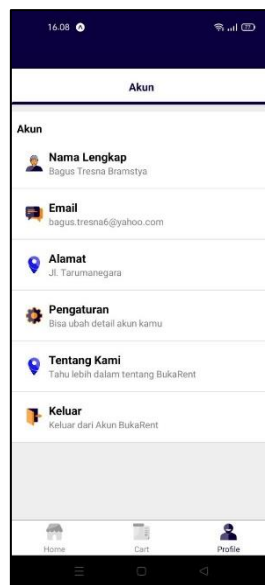 16.08
77
Akun
Akun
Nama Lengkap
Bagus Tresna Bramstya
Email
bagus.tresna6@yahoo.com
Alamat
Jl. Tarumanegara
Pengaturan
Bisa ubah detail akun kamu
Tentang Kami
Tahu lebih dalam tentang BukaRent
Keluar
Keluar dari Akun BukaRent
Home Cart Profile